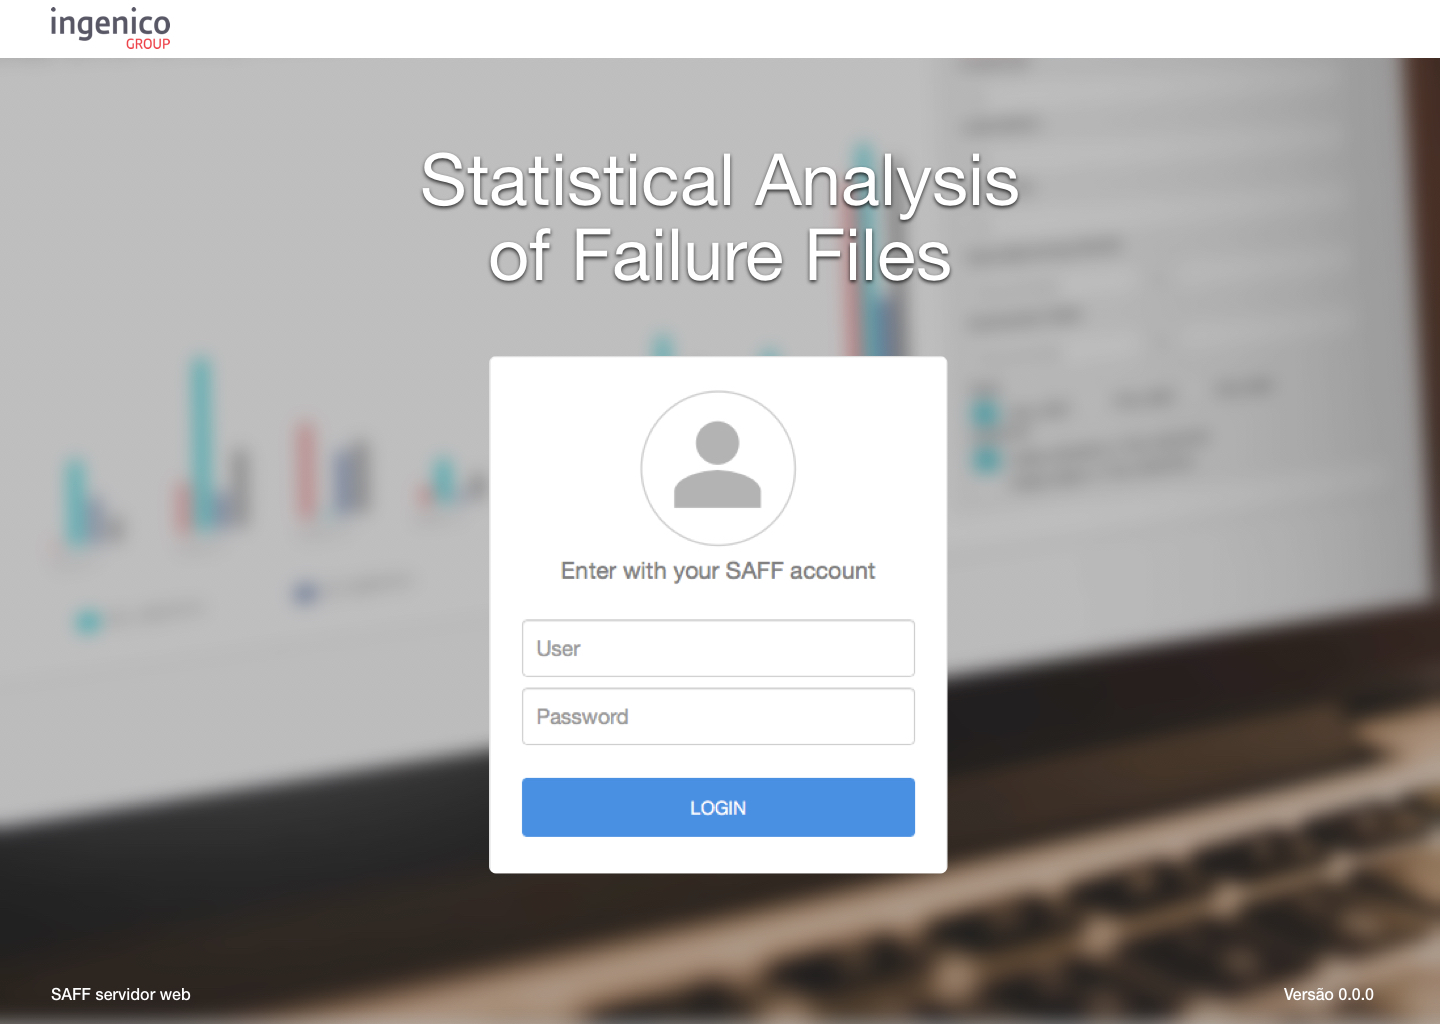 ingenico
GROUP
Statistical Analysis
of Failure Files
Enter with your SAFF account
User
Password
LOGIN
SAFF servidor web
Versão 0.0.0